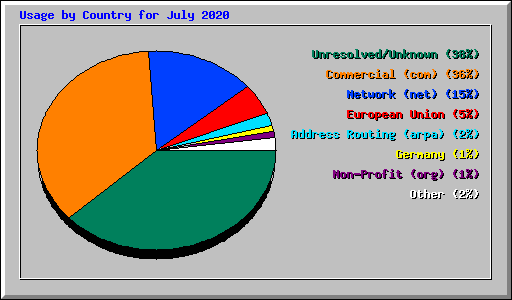 Usage by Country for July 2020
Unresolved/Unknown (38%)
Commercial (com) (36%)
Network (net) (15%)
European Union (5%)
Address Routing (arpa) (2%)
Germany (1%)
Non-Profit (org) (1%)
Other (2%)